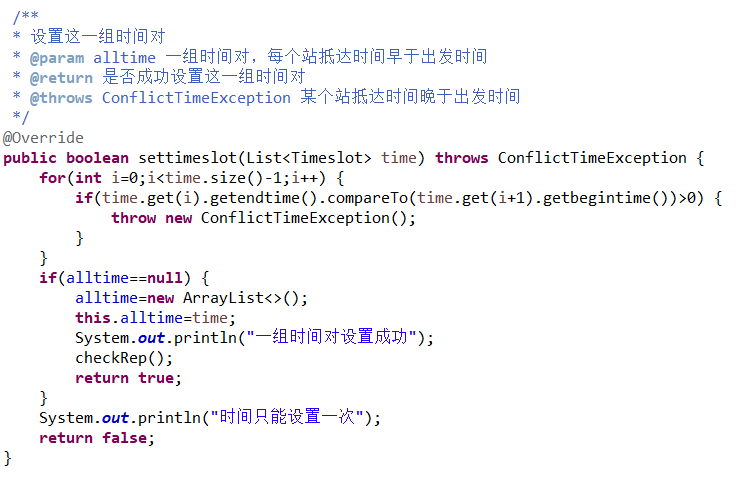 /**
 * 设置这一组时间对
 * @param alltime 一组时间对，每个站抵达时间早于出发时间
 * @return 是否成功设置这一组时间对
 * @throws ConflictTimeException 某个站抵达时间晚于出发时间
 */
@Override
public boolean settimeslot(List<Timeslot> time) throws ConflictTimeException {
    for(int i=0;i<time.size()-1;i++) {
        if(time.get(i).getendtime().compareTo(time.get(i+1).getbegintime())>0) {
            throw new ConflictTimeException();
        }
    }
    if(alltime==null) {
        alltime=new ArrayList<>();
        this.alltime=time;
        System.out.println("一组时间对设置成功");
        checkRep();
        return true;
    }
    System.out.println("时间只能设置一次");
    return false;
}